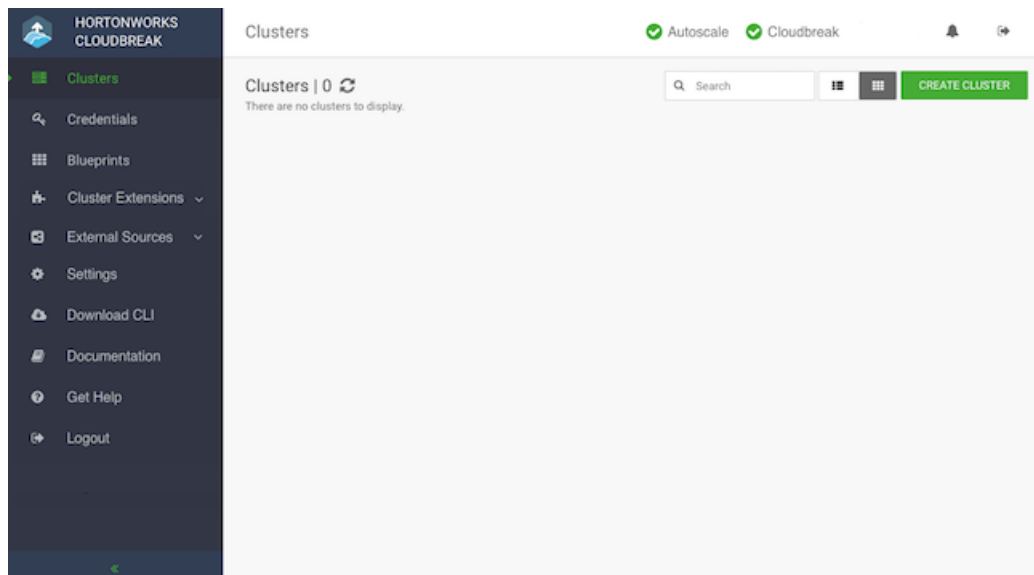 HORTONWORKS
CLOUDBREAK
Clusters
Credentials
Blueprints
Cluster Extensions
External Sources
Settings
Download CLI
Documentation
Get Help
Logout
Clusters
Autoscale
Cloudbreak
Clusters | 0
There are no clusters to display.
Search
CREATE CLUSTER